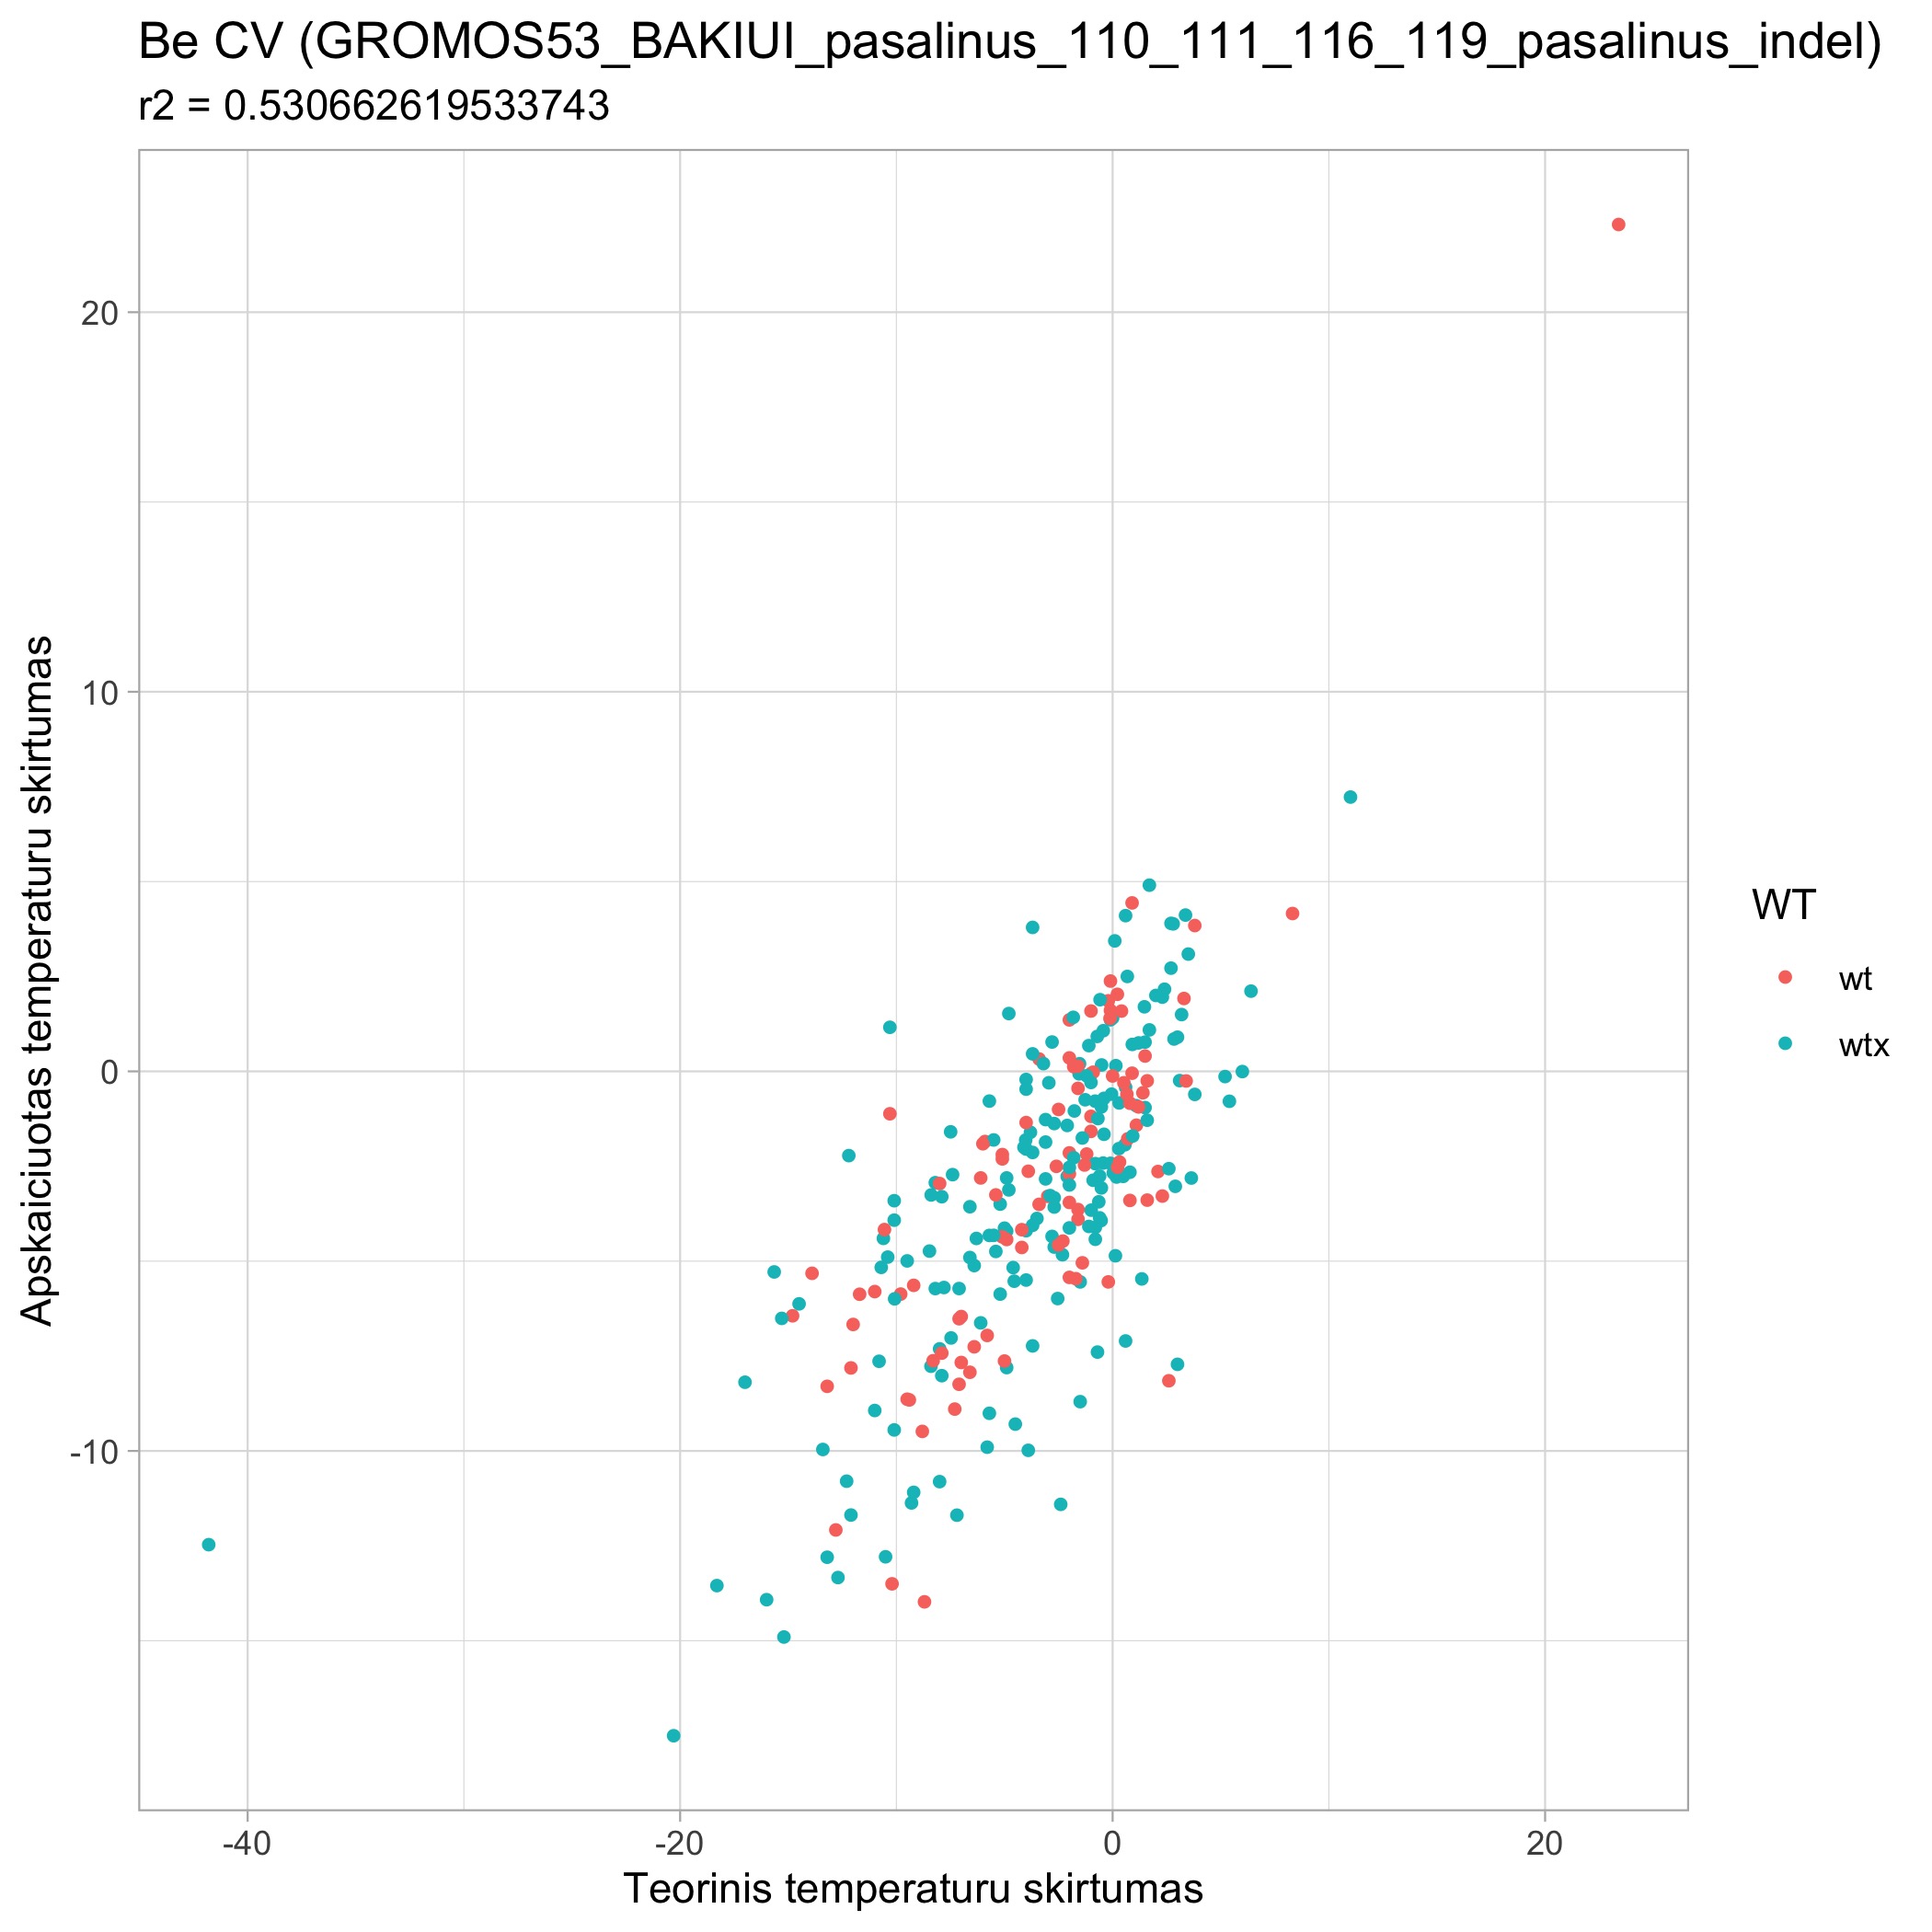 Be CV (GROMOS53_BAKIUI_pasalinus_110_111_116_119_pasalinus_indel)
r2 = 0.530662619533743
Apskaiciuotas temperaturu skirtumas
20
10
0
-10
-40
-20
0
20
Teorinis temperaturu skirtumas
WT
wt
wtx